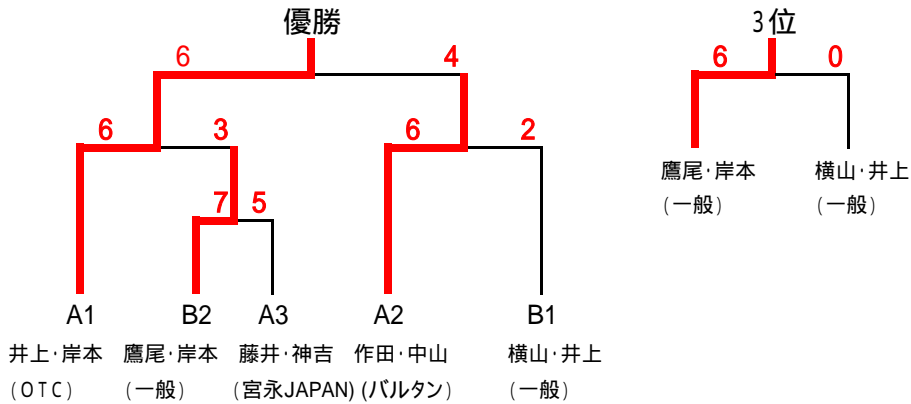 優勝 3位
6 4 6 0
6 3 6 2
鷹尾・岸本 横山・井上
(一般) (一般)
7 5
A1 B2 A3 A2 B1
井上・岸本 鷹尾・岸本 藤井・神吉 作田・中山 横山・井上
(OTC) (一般) (宮永JAPAN) (バルタン) (一般)